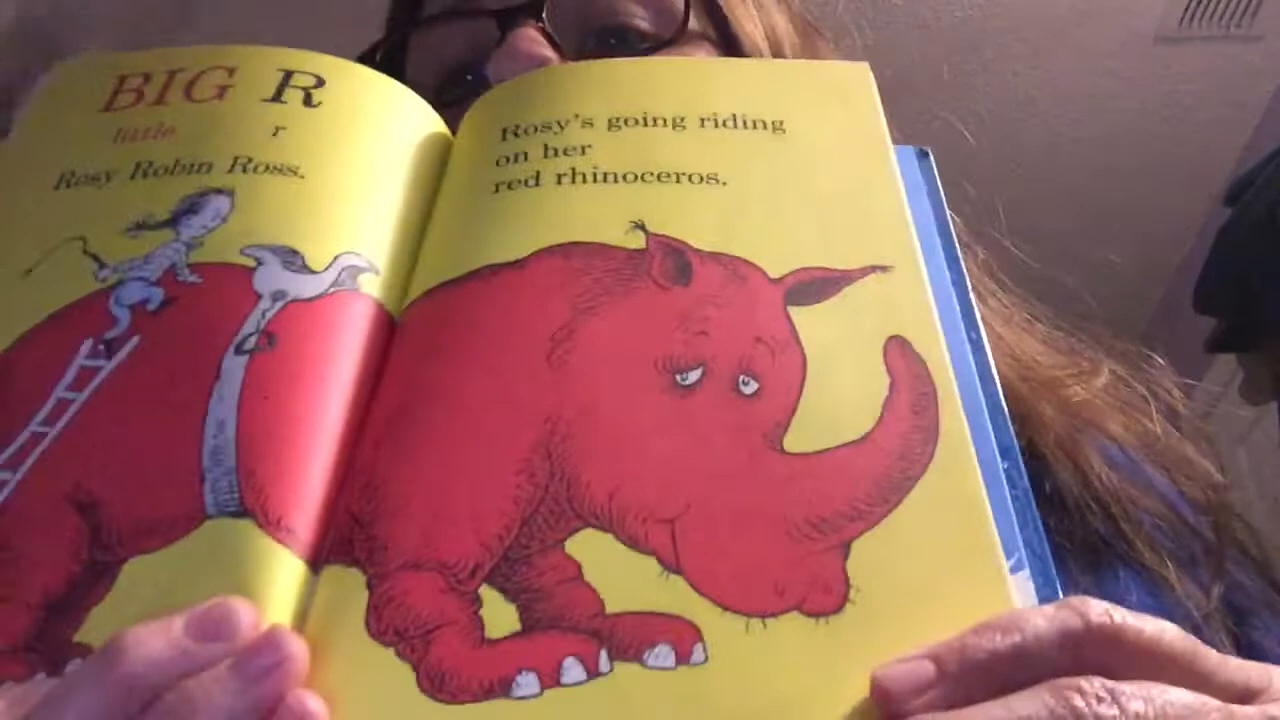 BIG R
little r
Rosy Robin Ross.
Rosy's going riding
on her
red rhinoceros.